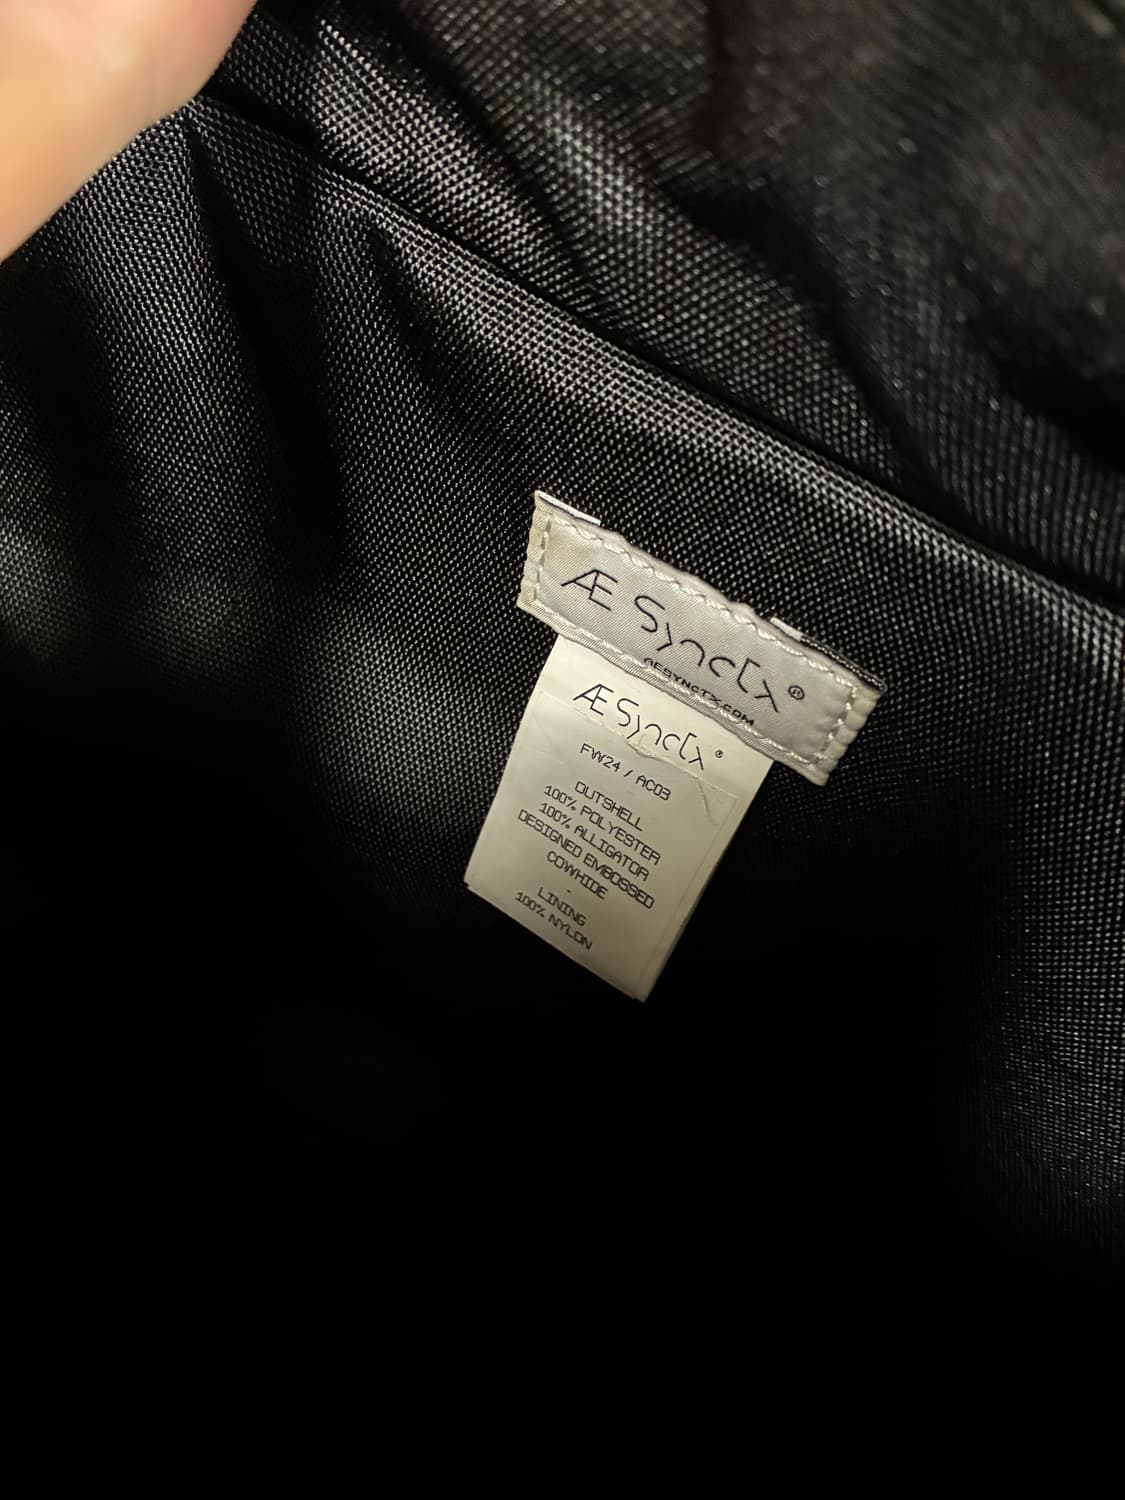 Æ Synctx®
AESYNCTX.COM
Æ Synctx®
FW24 / AC03
OUTSHELL
100% POLYESTER
100% ALLIGATOR
DESIGNED EMBOSSED
COWHIDE
-
LINING
100% NYLON